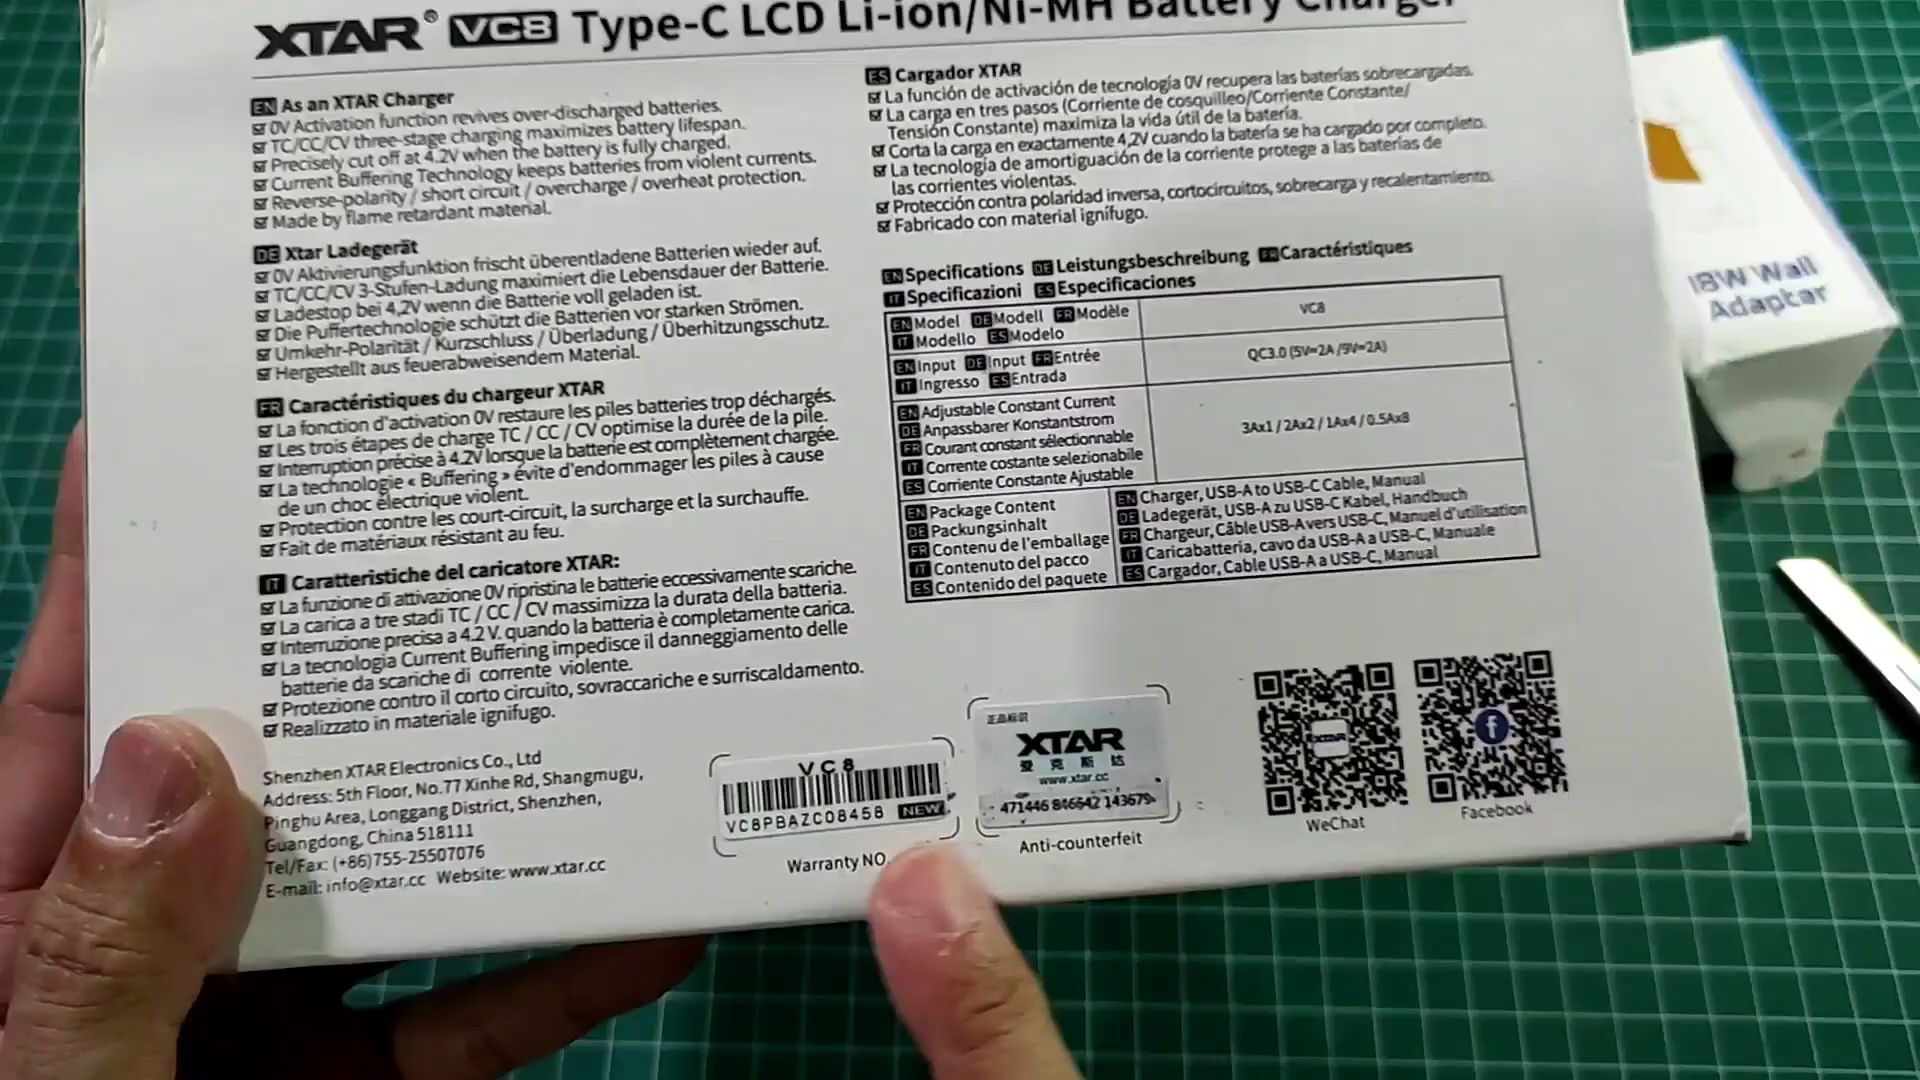 XTAR® VC8 Type-C LCD Li-ion/Ni-MH Battery Charger
EN As an XTAR Charger
0V Activation function revives over-discharged batteries.
TC/CC/CV three-stage charging maximizes battery lifespan.
Precisely cut off at 4.2V when the battery is fully charged.
Current Buffering Technology keeps batteries from violent currents.
Reverse-polarity / short circuit / overcharge / overheat protection.
Made by flame retardant material.
DE Xtar Ladegerät
0V Aktivierungsfunktion frischt überentladene Batterien wieder auf.
TC/CC/CV 3-Stufen-Ladung maximiert die Lebensdauer der Batterie.
Ladestop bei 4,2V wenn die Batterie voll geladen ist.
Die Puffertechnologie schützt die Batterien vor starken Strömen.
Umkehr-Polarität / Kurzschluss / Überladung / Überhitzungsschutz.
Hergestellt aus feuerabweisendem Material.
FR Caractéristiques du chargeur XTAR
La fonction d'activation 0V restaure les piles batteries trop déchargés.
Les trois étapes de charge TC / CC / CV optimise la durée de la pile.
Interruption précise à 4.2V lorsque la batterie est complètement chargée.
La technologie « Buffering » évite d'endommager les piles à cause
de un choc électrique violent.
Protection contre les court-circuit, la surcharge et la surchauffe.
Fait de matériaux résistant au feu.
IT Caratteristiche del caricatore XTAR:
La funzione di attivazione 0V ripristina le batterie eccessivamente scariche.
La carica a tre stadi TC / CC / CV massimizza la durata della batteria.
Interruzione precisa a 4.2 V. quando la batteria è completamente carica.
La tecnologia Current Buffering impedisce il danneggiamento delle
batterie da scariche di corrente violente.
Protezione contro il corto circuito, sovraccariche e surriscaldamento.
Realizzato in materiale ignifugo.
Shenzhen XTAR Electronics Co., Ltd
Address: 5th Floor, No.77 Xinhe Rd, Shangmugu,
Pinghu Area, Longgang District, Shenzhen,
Guangdong, China 518111
Tel/Fax: (+86)755-25507076
E-mail: info@xtar.cc Website: www.xtar.cc
ES Cargador XTAR
La función de activación de tecnología 0V recupera las baterías sobrecargadas.
La carga en tres pasos (Corriente de cosquilleo/Corriente Constante/
Tensión Constante) maximiza la vida útil de la batería.
Corta la carga en exactamente 4,2V cuando la batería se ha cargado por completo.
La tecnología de amortiguación de la corriente protege a las baterías de
las corrientes violentas.
Protección contra polaridad inversa, cortocircuitos, sobrecarga y recalentamiento.
Fabricado con material ignífugo.
EN Specifications DE Leistungsbeschreibung FR Caractéristiques
IT Specificazioni ES Especificaciones
EN Model DE Modell FR Modèle
IT Modello ES Modelo
VC8
EN Input DE Input FR Entrée
IT Ingresso ES Entrada
QC3.0 (5V=2A /9V=2A)
EN Adjustable Constant Current
DE Anpassbarer Konstantstrom
FR Courant constant sélectionnable
IT Corrente costante selezionabile
ES Corriente Constante Ajustable
3Ax1 / 2Ax2 / 1Ax4 / 0.5Ax8
EN Package Content
DE Packungsinhalt
FR Contenu de l'emballage
IT Contenuto del pacco
ES Contenido del paquete
EN Charger, USB-A to USB-C Cable, Manual
DE Ladegerät, USB-A zu USB-C Kabel, Handbuch
FR Chargeur, Câble USB-A vers USB-C, Manuel d'utilisation
IT Caricabatteria, cavo da USB-A a USB-C, Manuale
ES Cargador, Cable USB-A a USB-C, Manual
VC8
VC8PBAZC08458 NEW
Warranty NO
正品标识
XTAR
爱克斯达
www.xtar.cc
471446 846642 143679
Anti-counterfeit
WeChat
Facebook
18W Wall
Adaptar